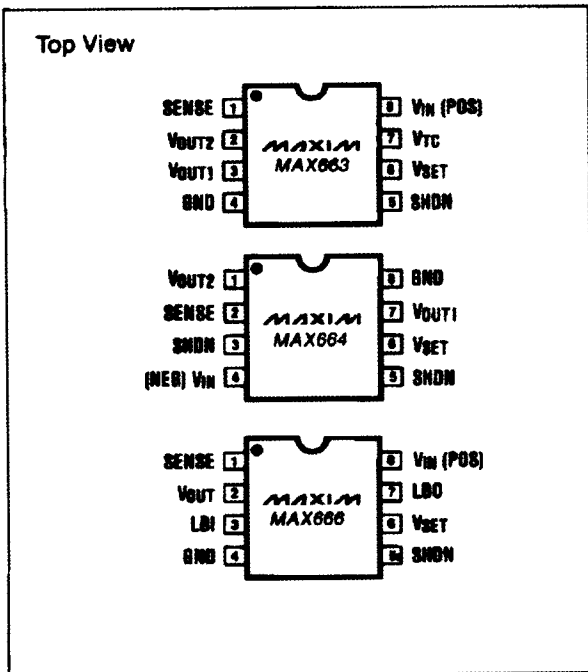 Top View
SENSE 1 8 VIN (POS)
VOUT2 2 MAXIM 7 VTC
VOUT1 3 MAX663 6 VSET
GND 4 5 SHDN
VOUT2 1 8 GND
SENSE 2 MAXIM 7 VOUT1
SHDN 3 MAX664 6 VSET
(NEG) VIN 4 5 SHDN
SENSE 1 8 VIN (POS)
VOUT 2 MAXIM 7 LBO
LBI 3 MAX666 6 VSET
GND 4 5 SHDN